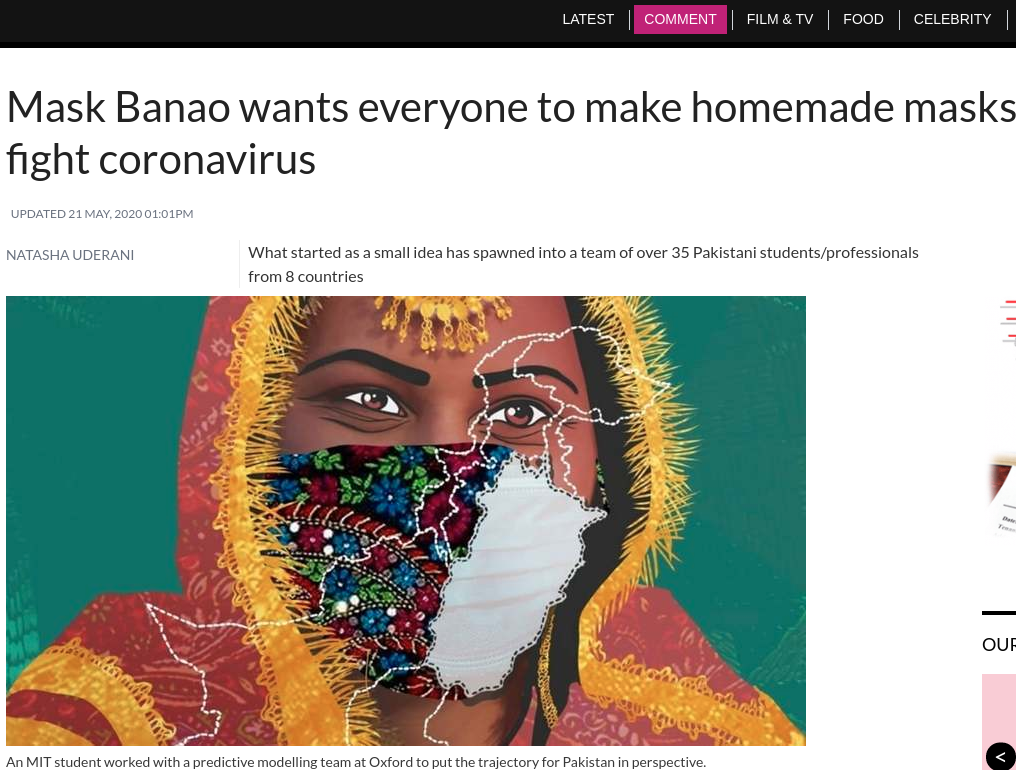 LATEST
COMMENT
FILM & TV
FOOD
CELEBRITY
Mask Banao wants everyone to make homemade masks
fight coronavirus
UPDATED 21 MAY, 2020 01:01PM
NATASHA UDERANI
What started as a small idea has spawned into a team of over 35 Pakistani students/professionals
from 8 countries
OUR
<
An MIT student worked with a predictive modelling team at Oxford to put the trajectory for Pakistan in perspective.